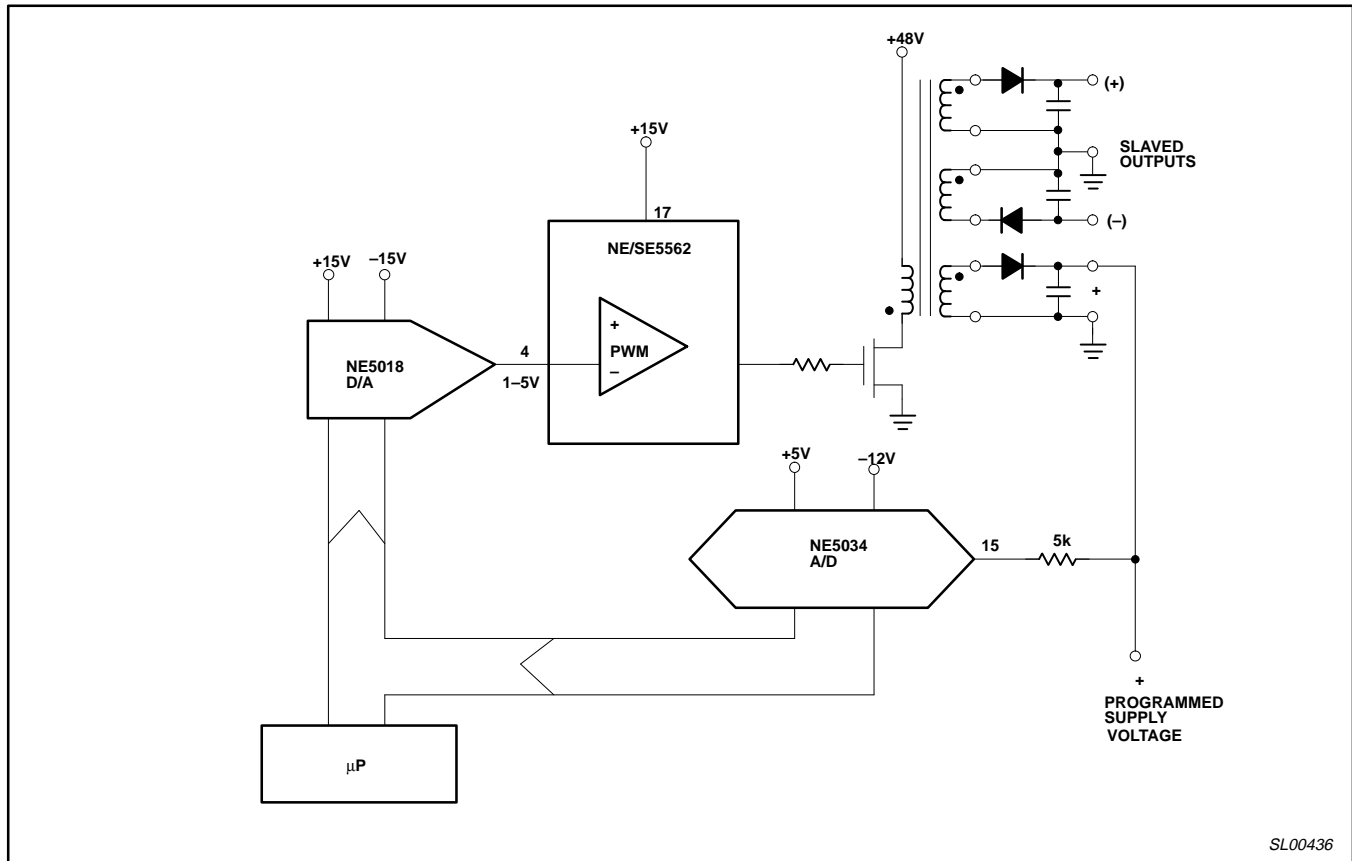 +48V
(+)
SLAVED
OUTPUTS
(–)
+
+15V
17
NE/SE5562
+
PWM
–
+15V
–15V
NE5018
D/A
4
1–5V
+5V
–12V
NE5034
A/D
15
5k
+
PROGRAMMED
SUPPLY
VOLTAGE
μP
SL00436